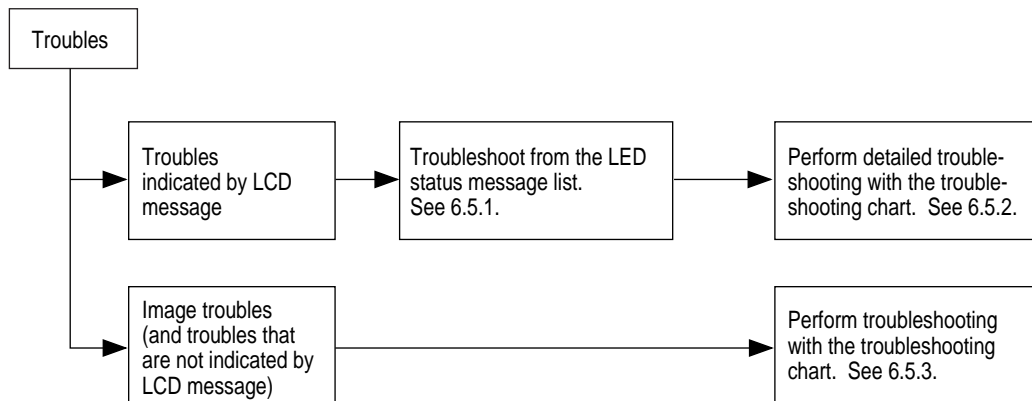 Troubles
Troubles
indicated by LCD
message
Troubleshoot from the LED
status message list.
See 6.5.1.
Perform detailed trouble-
shooting with the trouble-
shooting chart.  See 6.5.2.
Image troubles
(and troubles that
are not indicated by
LCD message)
Perform troubleshooting
with the troubleshooting
chart.  See 6.5.3.